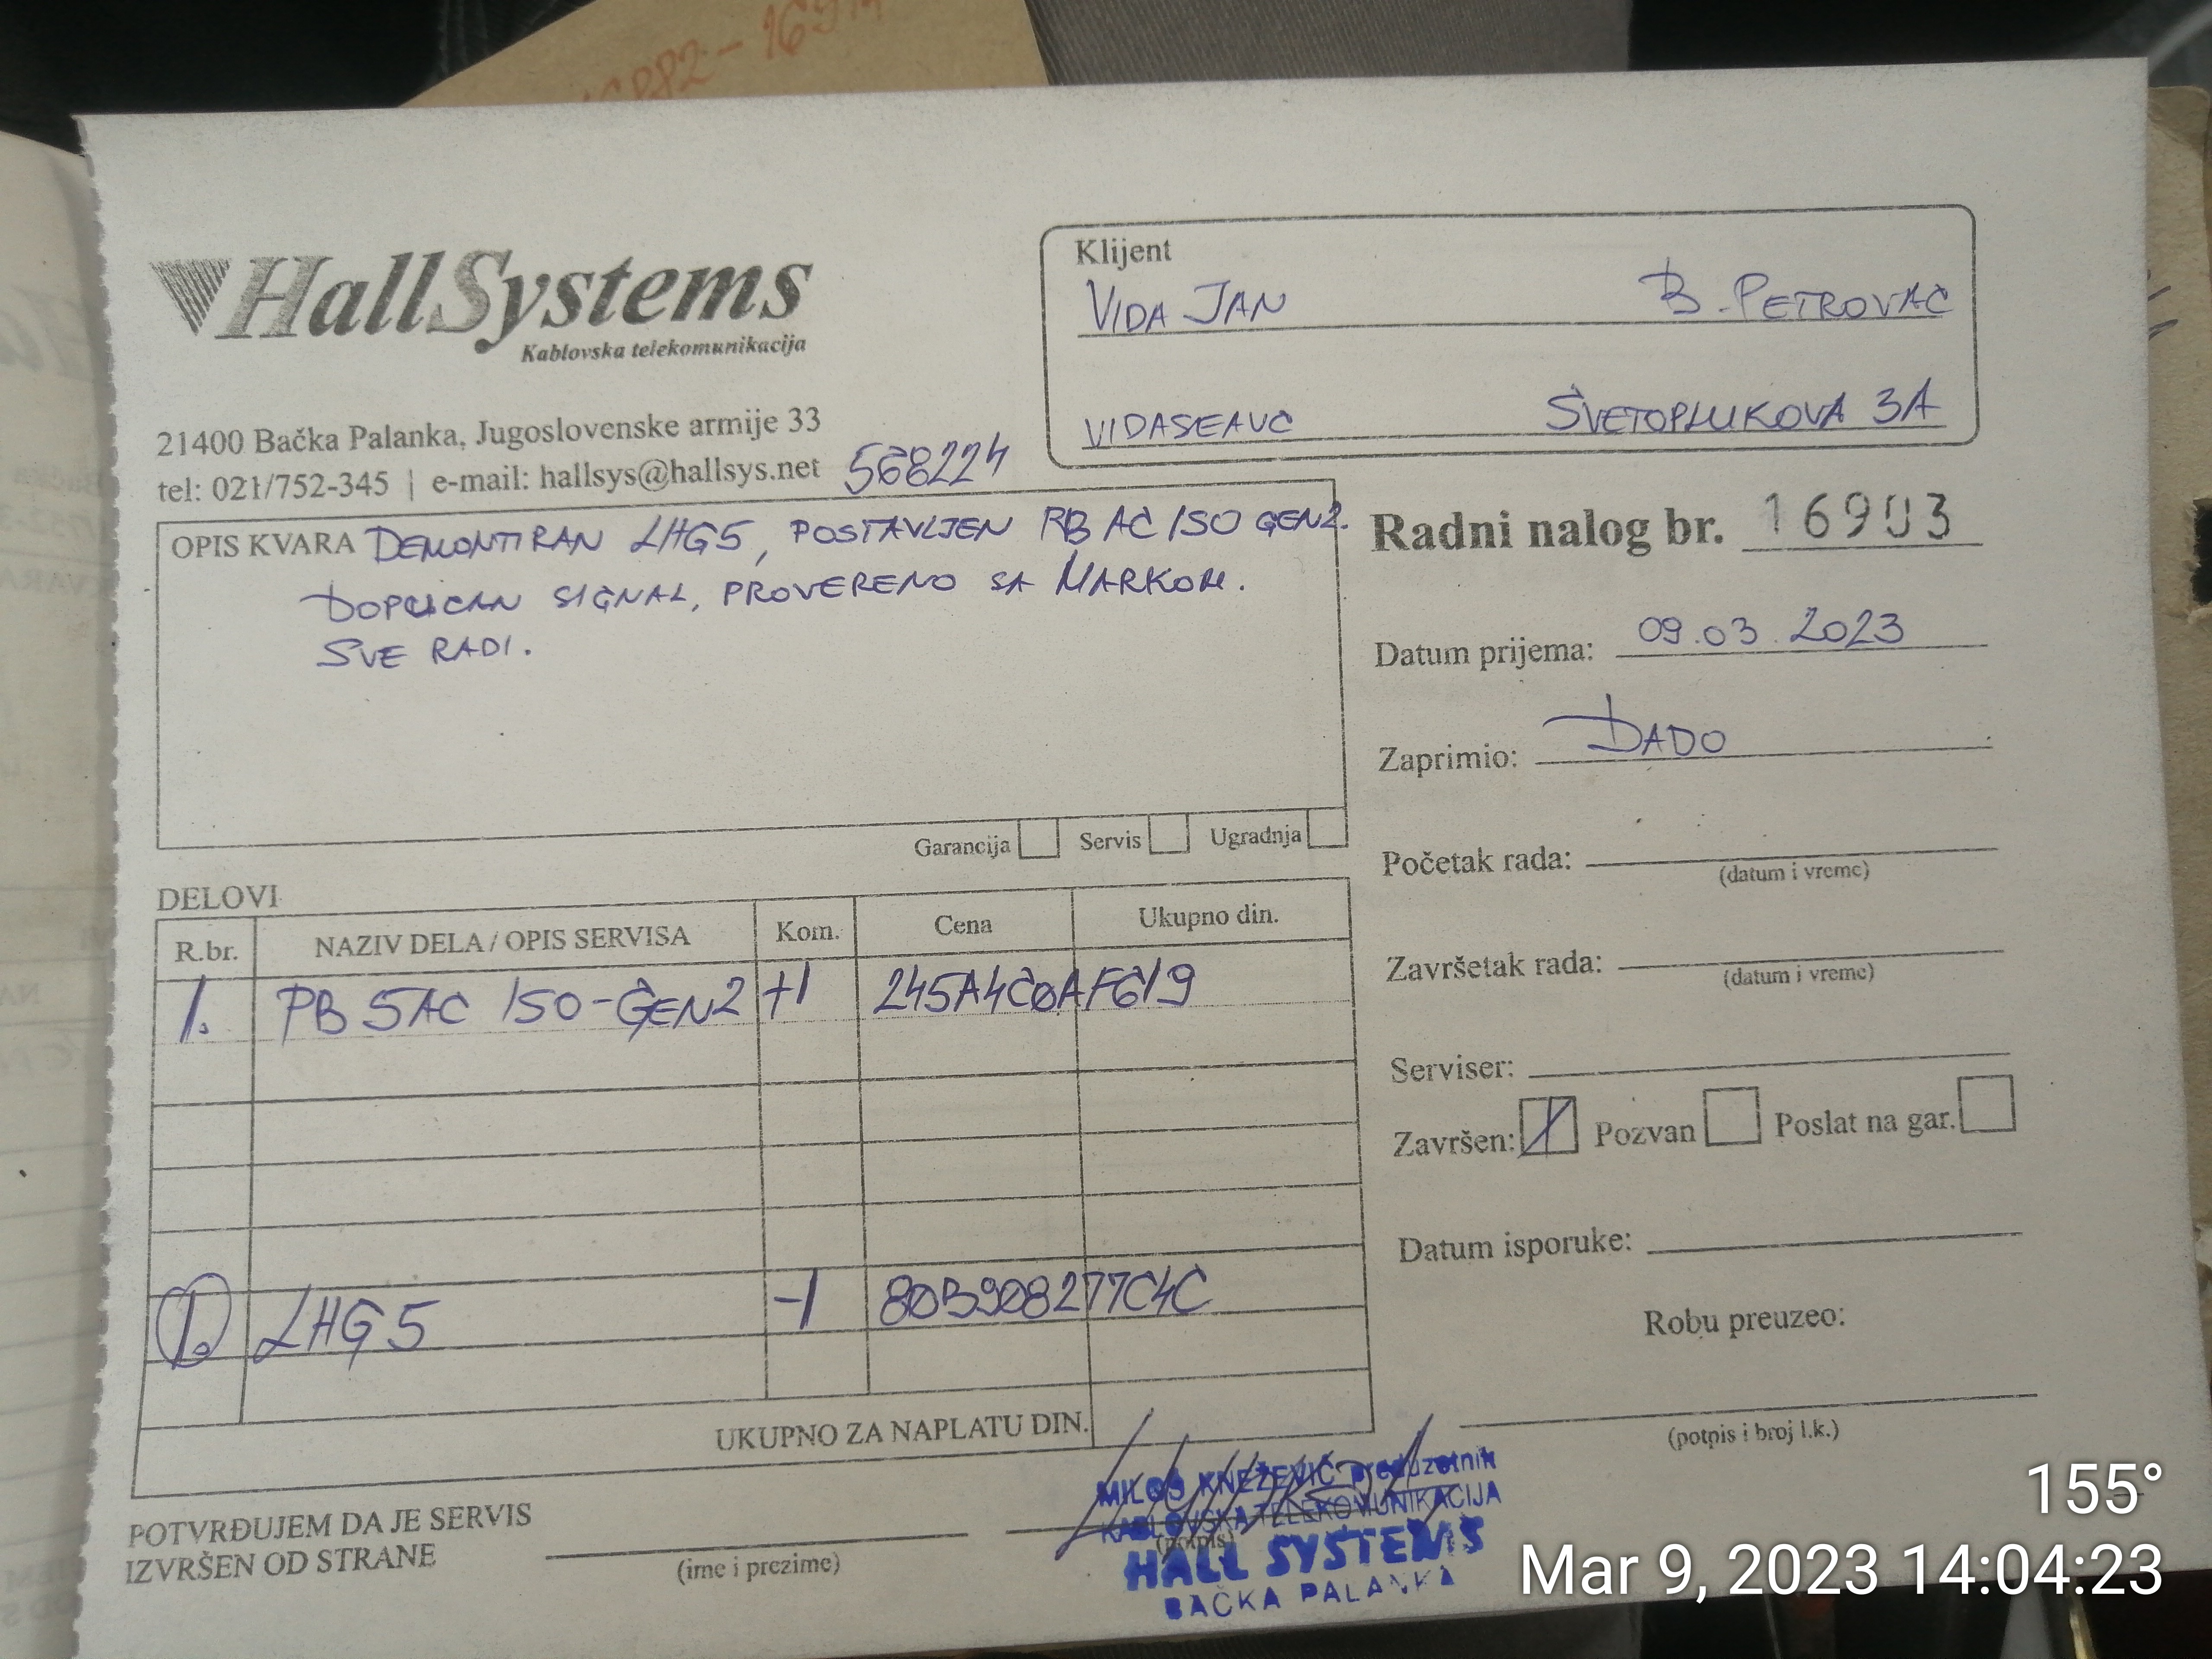 HallSystems
Kablovska telekomunikacija
21400 Bačka Palanka, Jugoslovenske armije 33
tel: 021/752-345 | e-mail: hallsys@hallsys.net 568224
Klijent
VIDA JAN B. PETROVAC
VIDASEAVC SVETOPLUKOVA 3A
OPIS KVARA DEMONTIRAN LHG5, POSTAVLJEN PB AC ISO GEN2.
SIGNAL, PROVERENO SA MARKOM.
SVE RADI.
Garancija Servis Ugradnja
Radni nalog br. 16903
Datum prijema: 09.03.2023
Zaprimio: DADO
Početak rada:
(datum i vreme)
Završetak rada:
(datum i vreme)
Serviser:
Završen: Pozvan Poslat na gar.
Datum isporuke:
Robu preuzeo:
(potpis i broj l.k.)
DELOVI
R.br. NAZIV DELA / OPIS SERVISA Kom. Cena Ukupno din.
1. PB 5AC ISO-GEN2 +1 245A4C0AF619
1. LHG5 -1 80B908277C4C
UKUPNO ZA NAPLATU DIN.
POTVRĐUJEM DA JE SERVIS
IZVRŠEN OD STRANE
(ime i prezime)
(potpis)
MILOŠ KNEŽEVIĆ preduzetnik
KABLOVSKA TELEKOMUNIKACIJA
HALL SYSTEMS
BAČKA PALANKA
155°
Mar 9, 2023 14:04:23